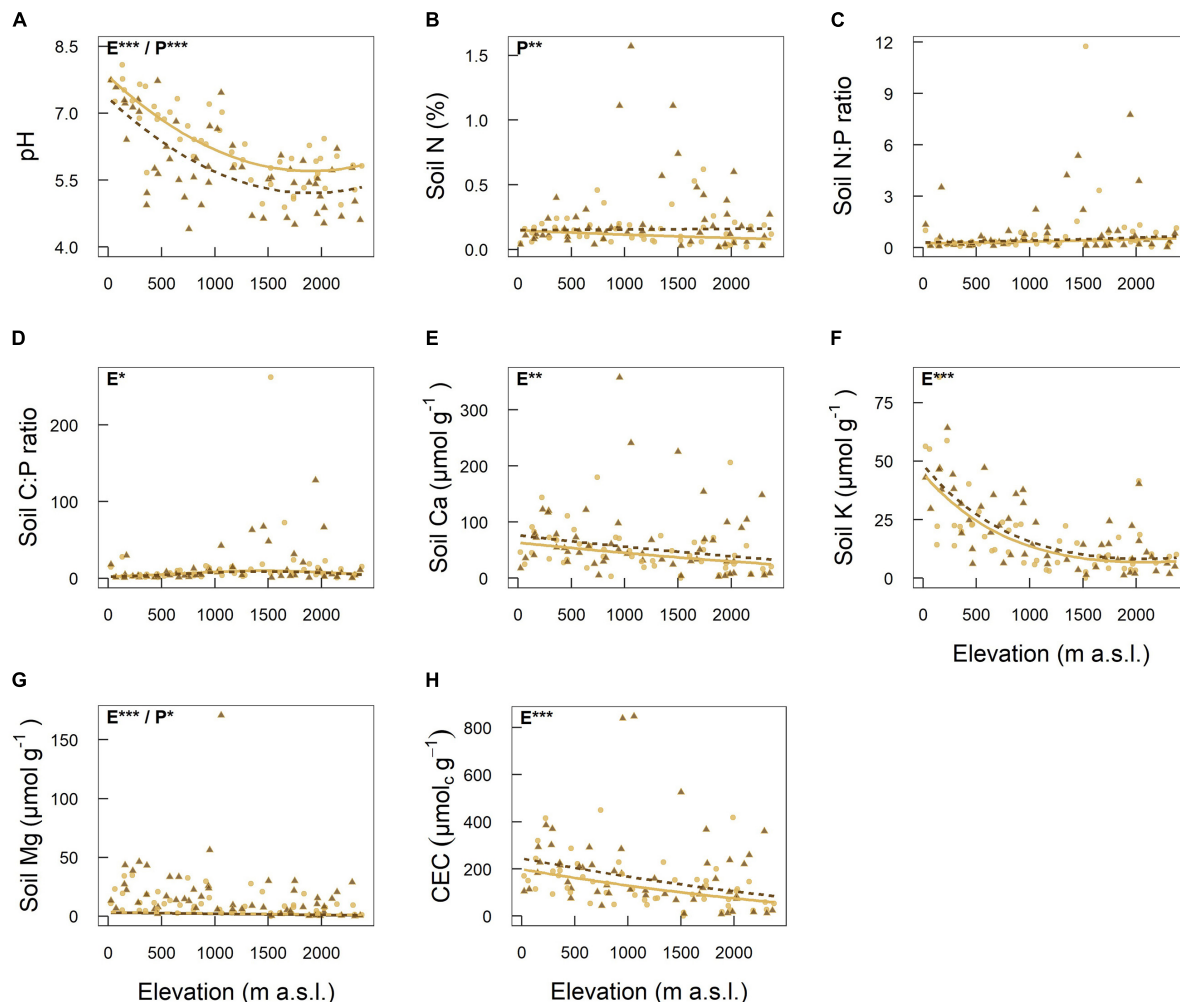 A
B
C
E*** / P***
P**
pH
8.5
7.0
5.5
4.0
0 500 1000 1500 2000
Soil N (%)
1.5
1.0
0.5
0.0
0 500 1000 1500 2000
Soil N:P ratio
12
8
4
0
0 500 1000 1500 2000
D
E
F
E*
E**
E***
Soil C:P ratio
200
100
0
0 500 1000 1500 2000
Soil Ca (µmol g⁻¹)
300
200
100
0
0 500 1000 1500 2000
Soil K (µmol g⁻¹)
75
50
25
0
0 500 1000 1500 2000
Elevation (m a.s.l.)
G
H
E*** / P*
E***
Soil Mg (µmol g⁻¹)
150
100
50
0
0 500 1000 1500 2000
Elevation (m a.s.l.)
CEC (µmolc g⁻¹)
800
600
400
200
0
0 500 1000 1500 2000
Elevation (m a.s.l.)